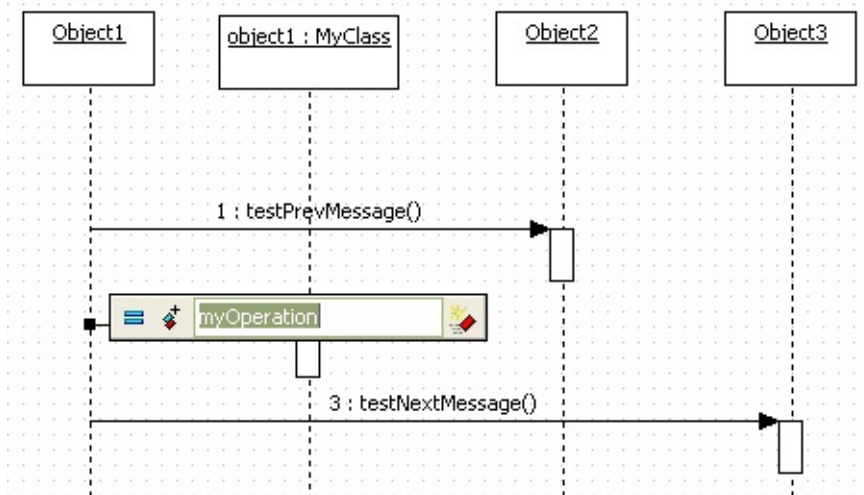 Object1
object1 : MyClass
Object2
Object3
1 : testPrevMessage()
myOperation
3 : testNextMessage()